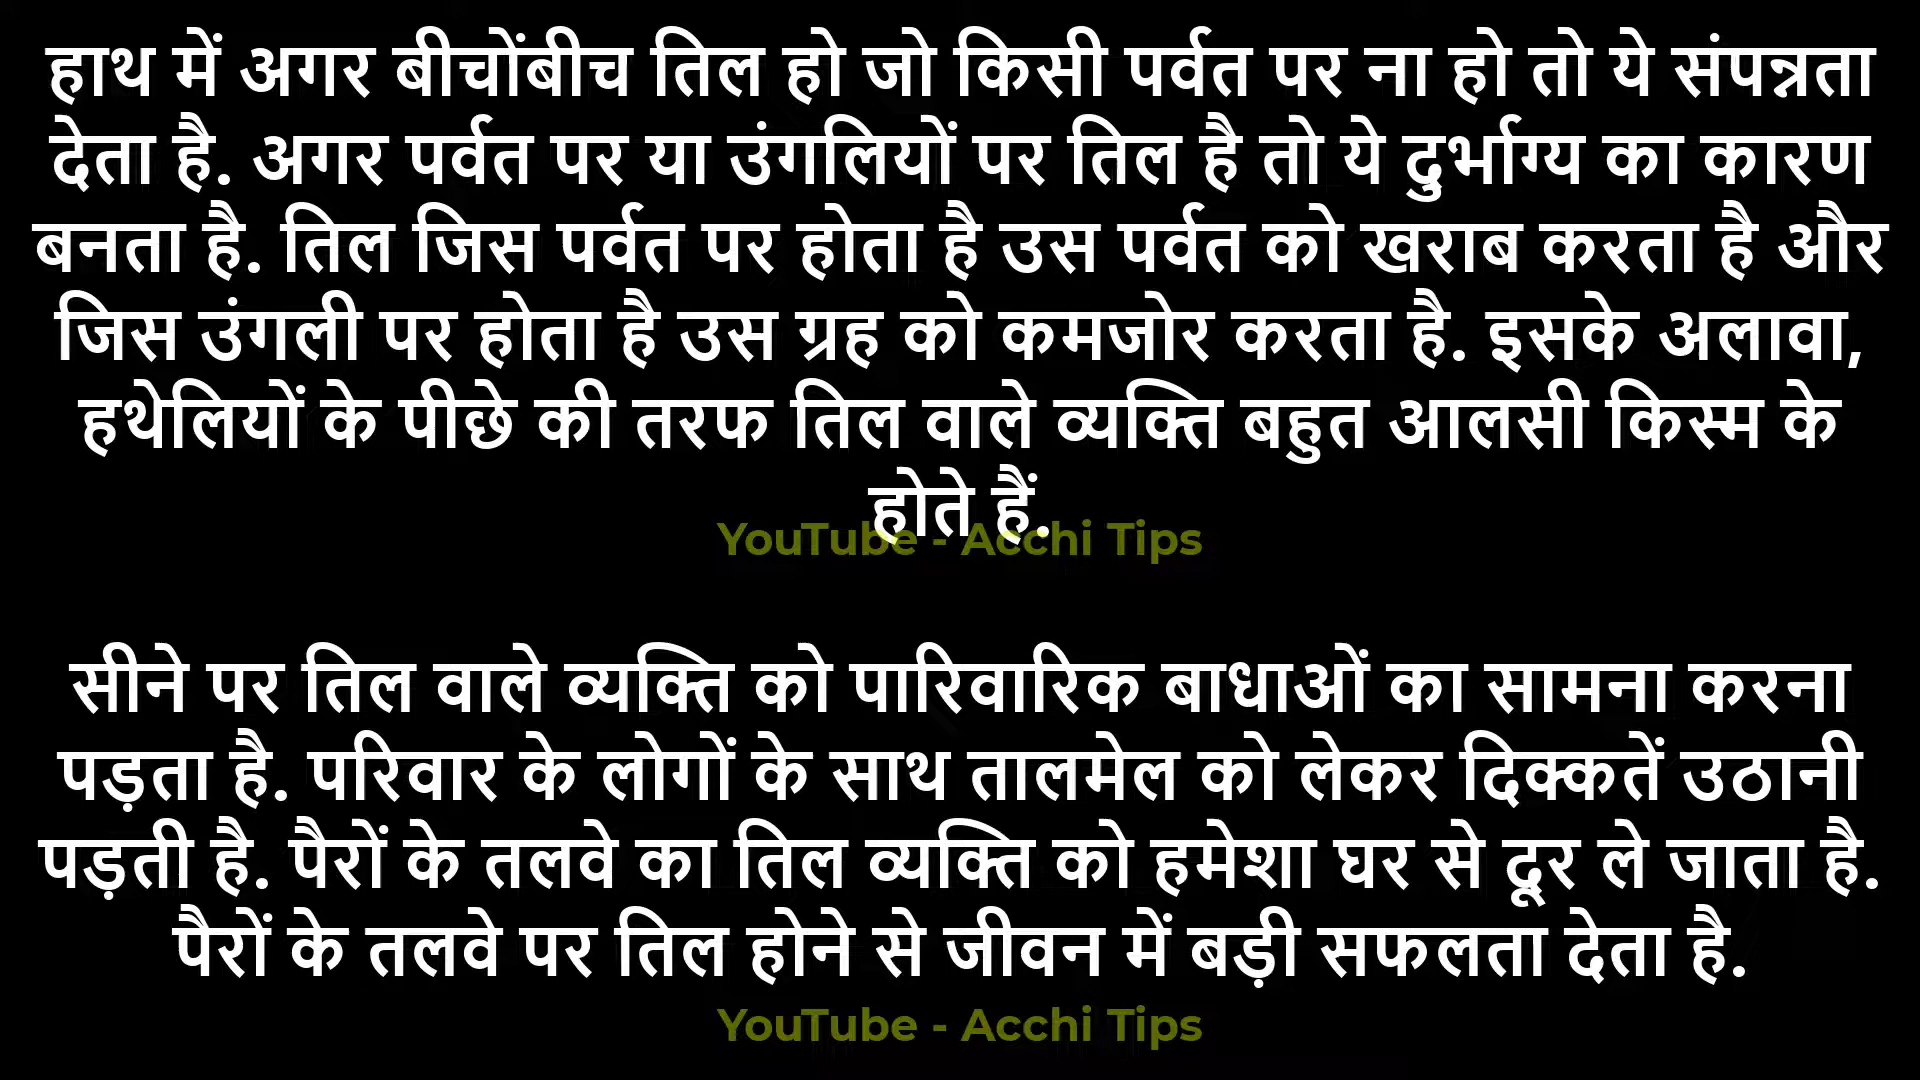 हाथ में अगर बीचोंबीच तिल हो जो किसी पर्वत पर ना हो तो ये संपन्नता
देता है. अगर पर्वत पर या उंगलियों पर तिल है तो ये दुर्भाग्य का कारण
बनता है. तिल जिस पर्वत पर होता है उस पर्वत को खराब करता है और
जिस उंगली पर होता है उस ग्रह को कमजोर करता है. इसके अलावा,
हथेलियों के पीछे की तरफ तिल वाले व्यक्ति बहुत आलसी किस्म के
होते हैं.
YouTube - Acchi Tips
सीने पर तिल वाले व्यक्ति को पारिवारिक बाधाओं का सामना करना
पड़ता है. परिवार के लोगों के साथ तालमेल को लेकर दिक्कतें उठानी
पड़ती है. पैरों के तलवे का तिल व्यक्ति को हमेशा घर से दूर ले जाता है.
पैरों के तलवे पर तिल होने से जीवन में बड़ी सफलता देता है.
YouTube - Acchi Tips